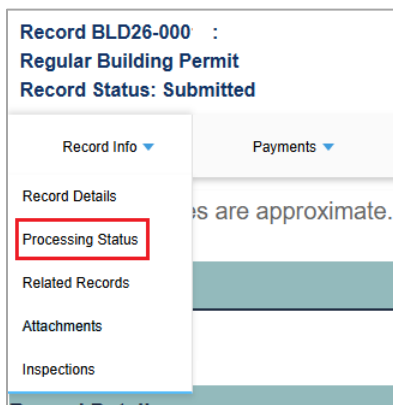 Record BLD26-000 :
Regular Building Permit
Record Status: Submitted
Record Info Payments
Record Details
es are approximate.
Processing Status
Related Records
Attachments
Inspections